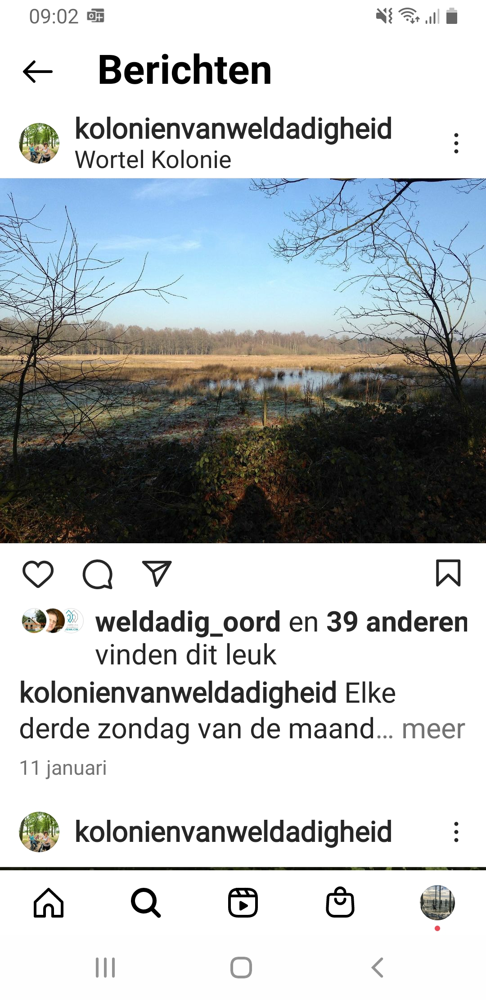 09:02
Berichten
kolonienvanweldadigheid
Wortel Kolonie
weldadig_oord en 39 anderen
vinden dit leuk
kolonienvanweldadigheid Elke
derde zondag van de maand... meer
11 januari
kolonienvanweldadigheid